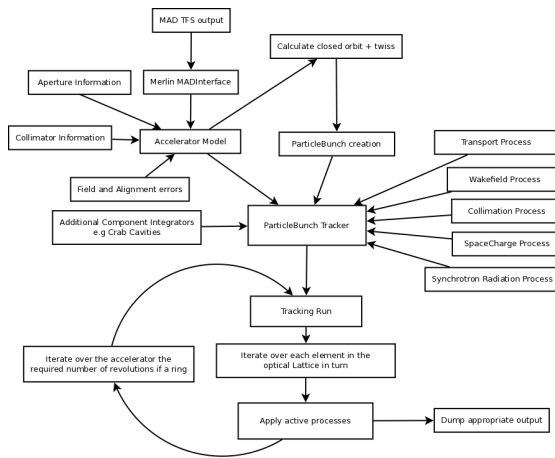 MAD TFS output
Calculate closed orbit + twiss
Aperture Information
Merlin MADInterface
Collimator Information
Accelerator Model
ParticleBunch creation
Transport Process
Wakefield Process
Field and Alignment errors
Collimation Process
Additional Component Integrators
e.g Crab Cavities
ParticleBunch Tracker
SpaceCharge Process
Synchrotron Radiation Process
Tracking Run
Iterate over the accelerator the
required number of revolutions if a ring
Iterate over each element in the
optical Lattice in turn
Apply active processes
Dump appropriate output